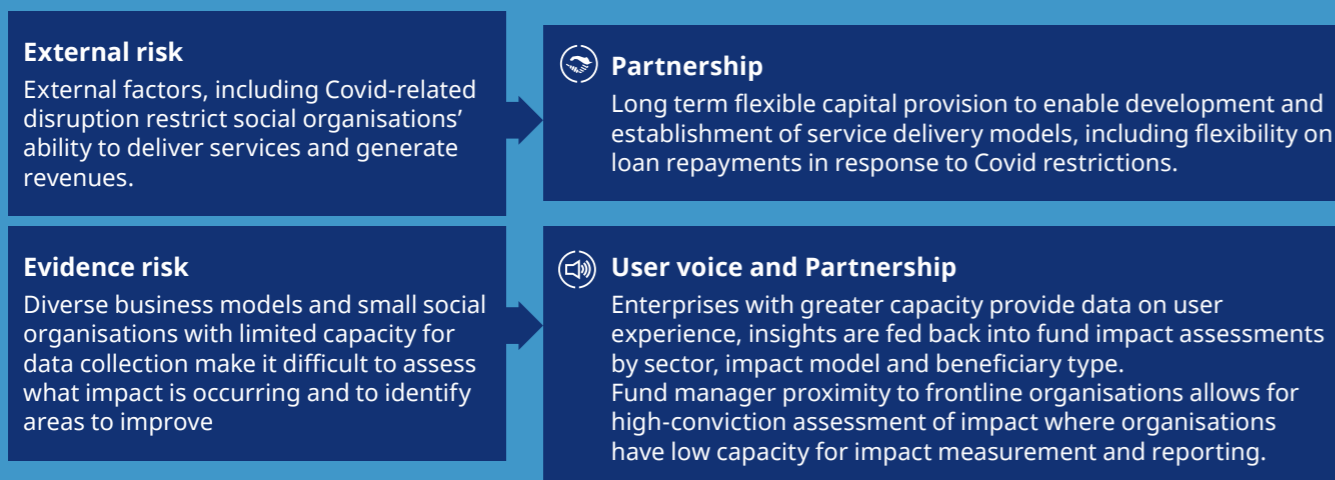 External risk
External factors, including Covid-related
disruption restrict social organisations’
ability to deliver services and generate
revenues.
Partnership
Long term flexible capital provision to enable development and
establishment of service delivery models, including flexibility on
loan repayments in response to Covid restrictions.
Evidence risk
Diverse business models and small social
organisations with limited capacity for
data collection make it difficult to assess
what impact is occurring and to identify
areas to improve
User voice and Partnership
Enterprises with greater capacity provide data on user
experience, insights are fed back into fund impact assessments
by sector, impact model and beneficiary type.
Fund manager proximity to frontline organisations allows for
high-conviction assessment of impact where organisations
have low capacity for impact measurement and reporting.